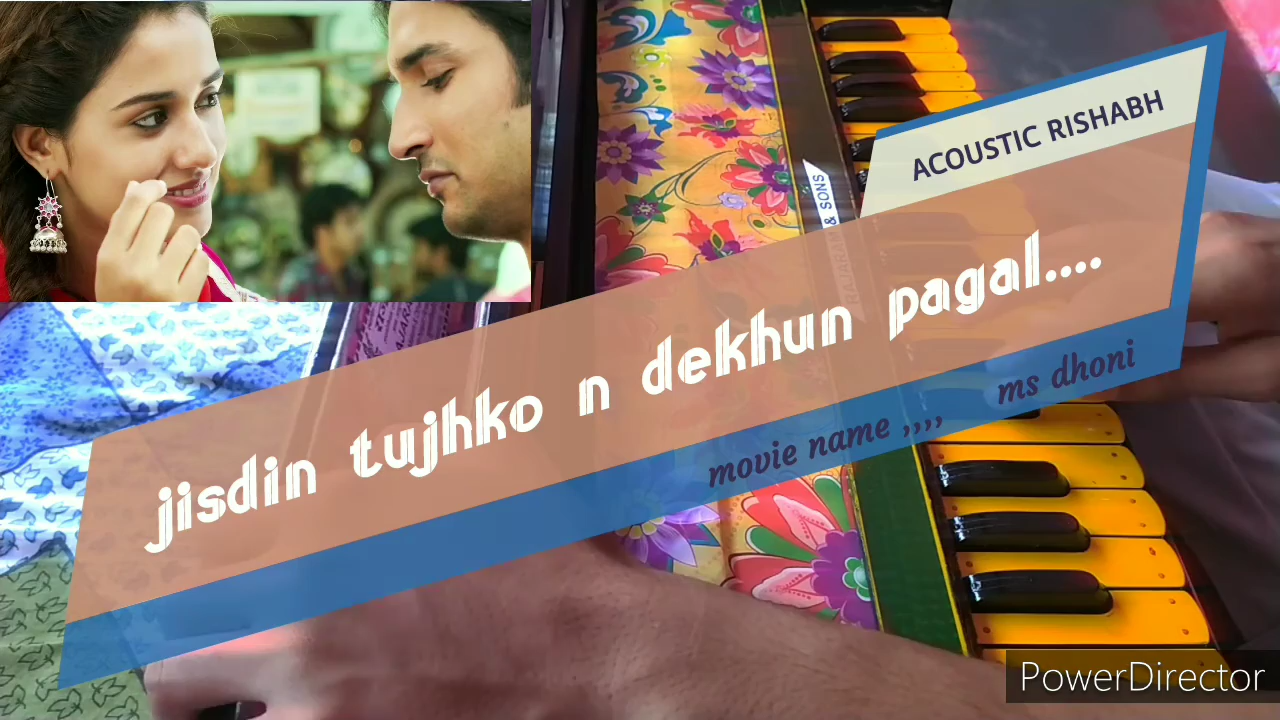 ACOUSTIC RISHABH
& SONS
jisdin tujhko n dekhun pagal....
movie name ,,,, ms dhoni
PowerDirector